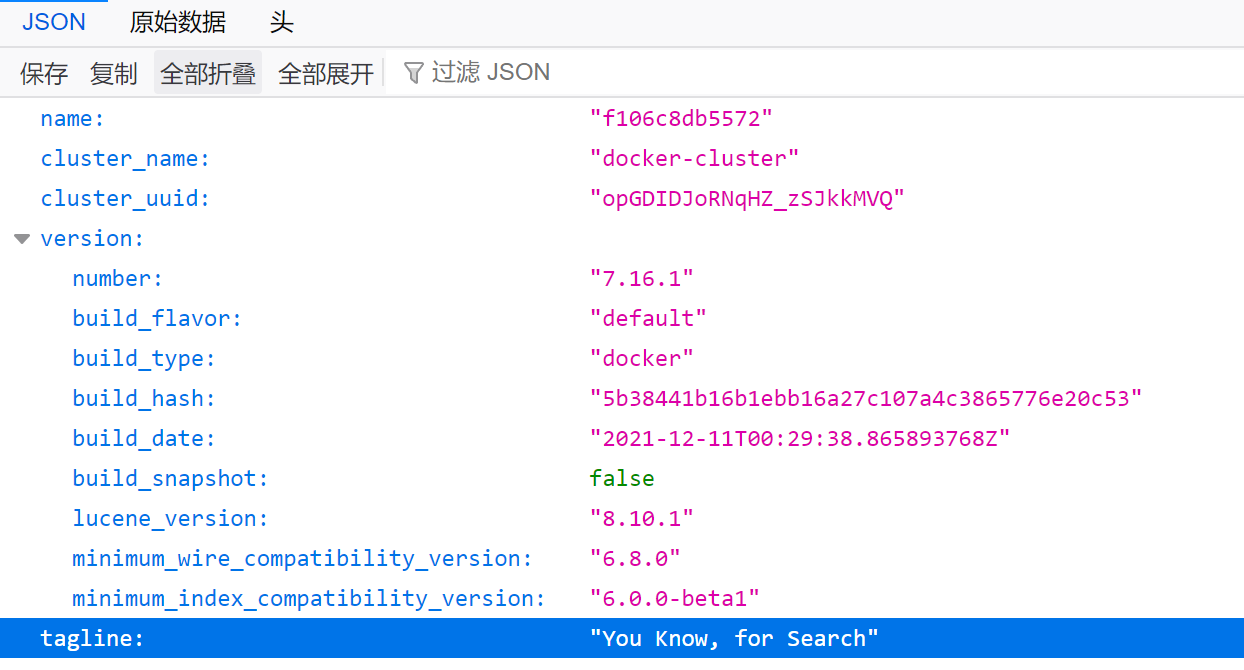 JSON 原始数据 头
保存 复制 全部折叠 全部展开 过滤 JSON
name: "f106c8db5572"
cluster_name: "docker-cluster"
cluster_uuid: "opGDIDJoRNqHZ_zSJkkMVQ"
version:
number: "7.16.1"
build_flavor: "default"
build_type: "docker"
build_hash: "5b38441b16b1ebb16a27c107a4c3865776e20c53"
build_date: "2021-12-11T00:29:38.865893768Z"
build_snapshot: false
lucene_version: "8.10.1"
minimum_wire_compatibility_version: "6.8.0"
minimum_index_compatibility_version: "6.0.0-beta1"
tagline: "You Know, for Search"